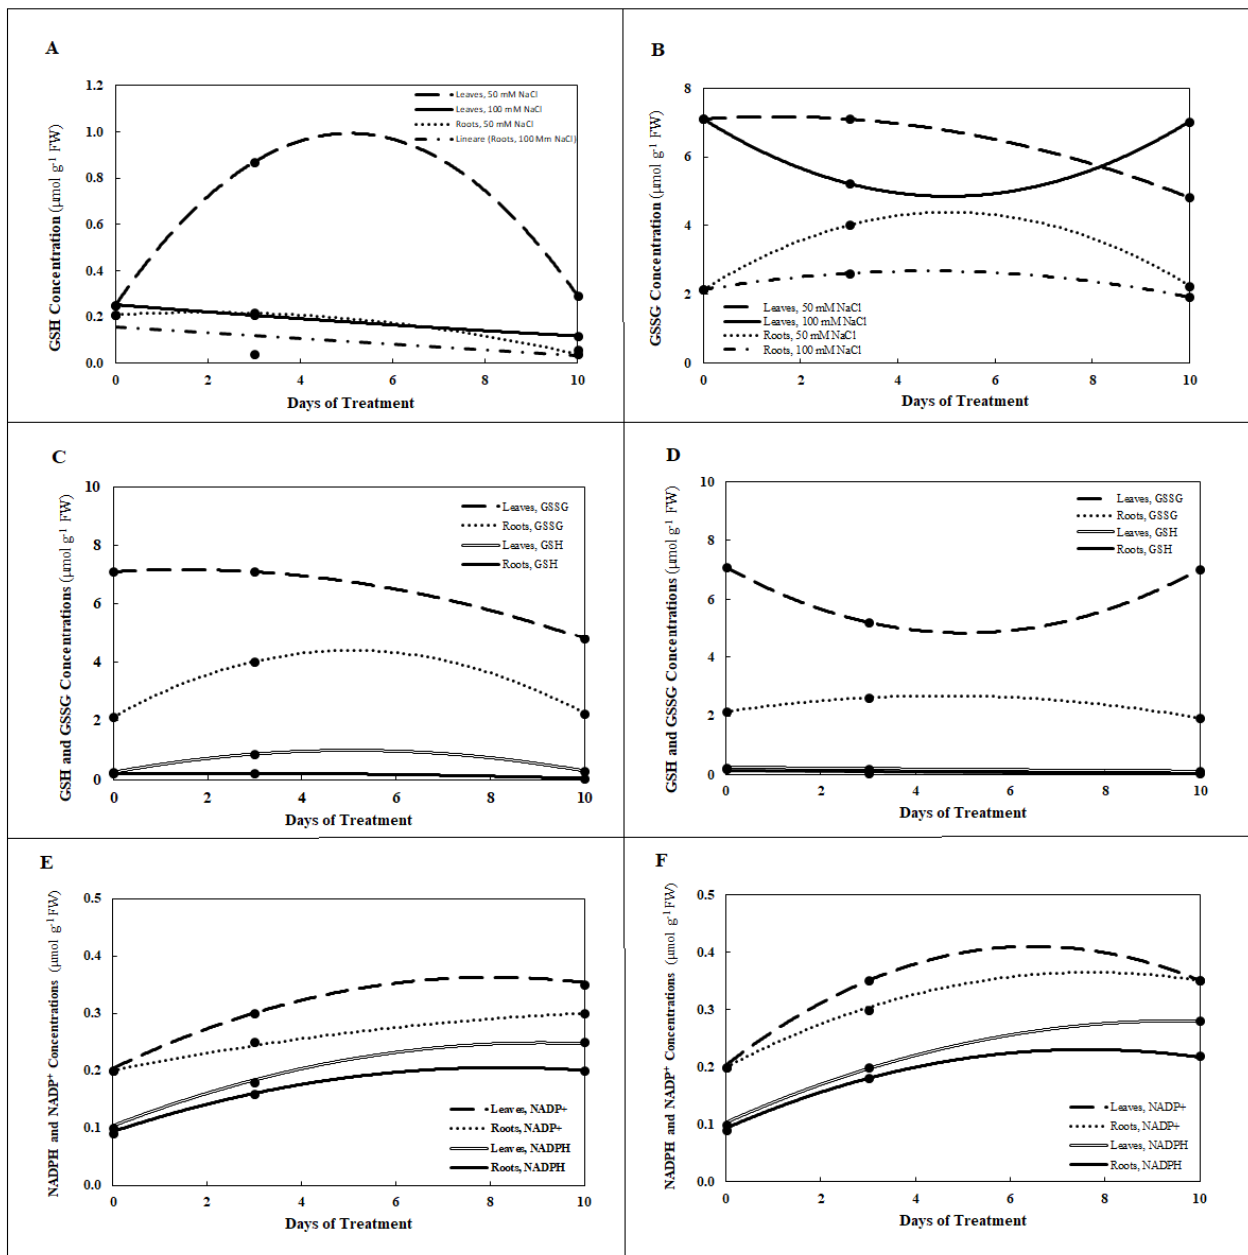 A
GSH Concentration (µmol g-1 FW)
1.2
1.0
0.8
0.6
0.4
0.2
0.0
Leaves, 50 mM NaCl
Leaves, 100 mM NaCl
Roots, 50 mM NaCl
Lineare (Roots, 100 Mm NaCl)
0 2 4 6 8 10
Days of Treatment
B
GSSG Concentration (µmol g-1 FW)
8
6
4
2
0
Leaves, 50 mM NaCl
Leaves, 100 mM NaCl
Roots, 50 mM NaCl
Roots, 100 mM NaCl
0 2 4 6 8 10
Days of Treatment
C
GSH and GSSG Concentrations (µmol g-1 FW)
10
8
6
4
2
0
Leaves, GSSG
Roots, GSSG
Leaves, GSH
Roots, GSH
0 2 4 6 8 10
Days of Treatment
D
GSH and GSSG Concentrations (µmol g-1 FW)
10
8
6
4
2
0
Leaves, GSSG
Roots, GSSG
Leaves, GSH
Roots, GSH
0 2 4 6 8 10
Days of Treatment
E
NADPH and NADP+ Concentrations (µmol g-1 FW)
0.5
0.4
0.3
0.2
0.1
0.0
Leaves, NADP+
Roots, NADP+
Leaves, NADPH
Roots, NADPH
0 2 4 6 8 10
Days of Treatment
F
NADPH and NADP+ Concentrations (µmol g-1 FW)
0.5
0.4
0.3
0.2
0.1
0.0
Leaves, NADP+
Roots, NADP+
Leaves, NADPH
Roots, NADPH
0 2 4 6 8 10
Days of Treatment